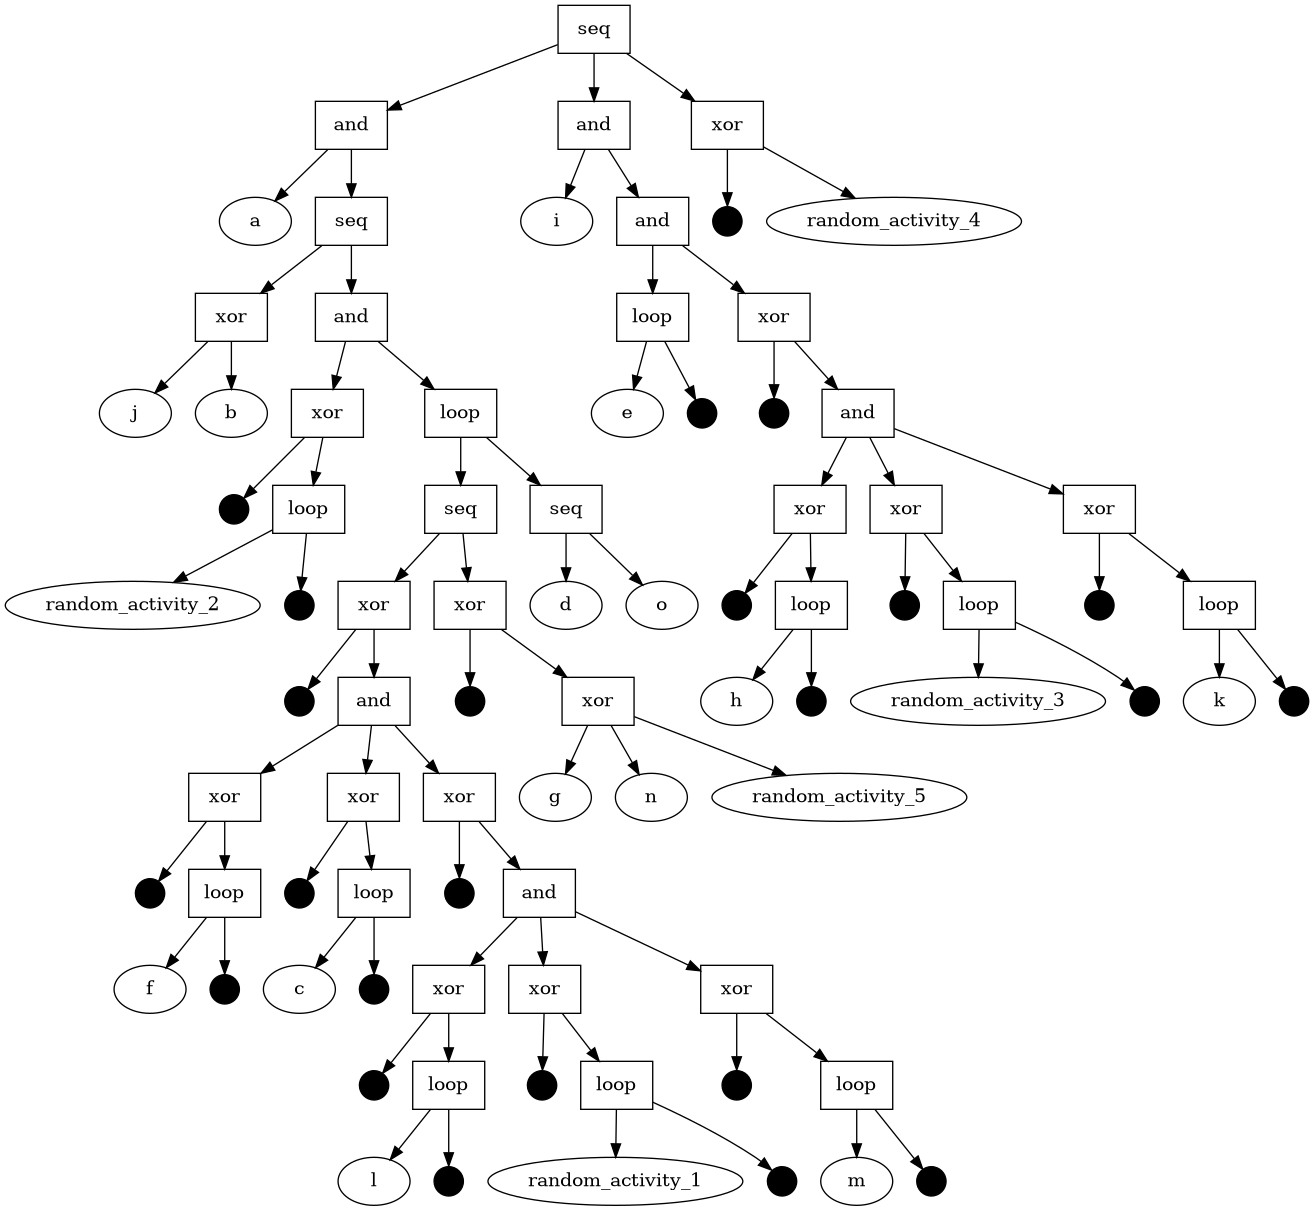 seq
and and xor
a seq i and random_activity_4
xor and loop xor
j b xor loop e and
loop seq seq xor xor xor
random_activity_2 xor xor d o loop loop loop
and xor h random_activity_3 k
xor xor xor g n random_activity_5
loop loop and
f c xor xor xor
loop loop loop
l random_activity_1 m